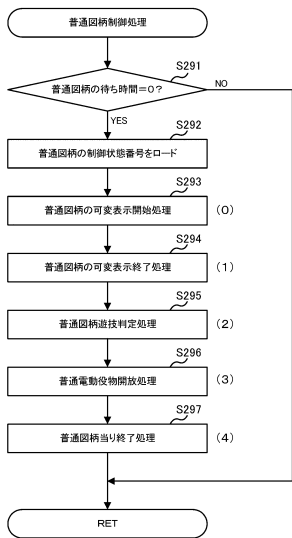 普通図柄制御処理
S291
普通図柄の待ち時間=0?
NO
YES
S292
普通図柄の制御状態番号をロード
S293
普通図柄の可変表示開始処理
(0)
S294
普通図柄の可変表示終了処理
(1)
S295
普通図柄遊技判定処理
(2)
S296
普通電動役物開放処理
(3)
S297
普通図柄当り終了処理
(4)
RET